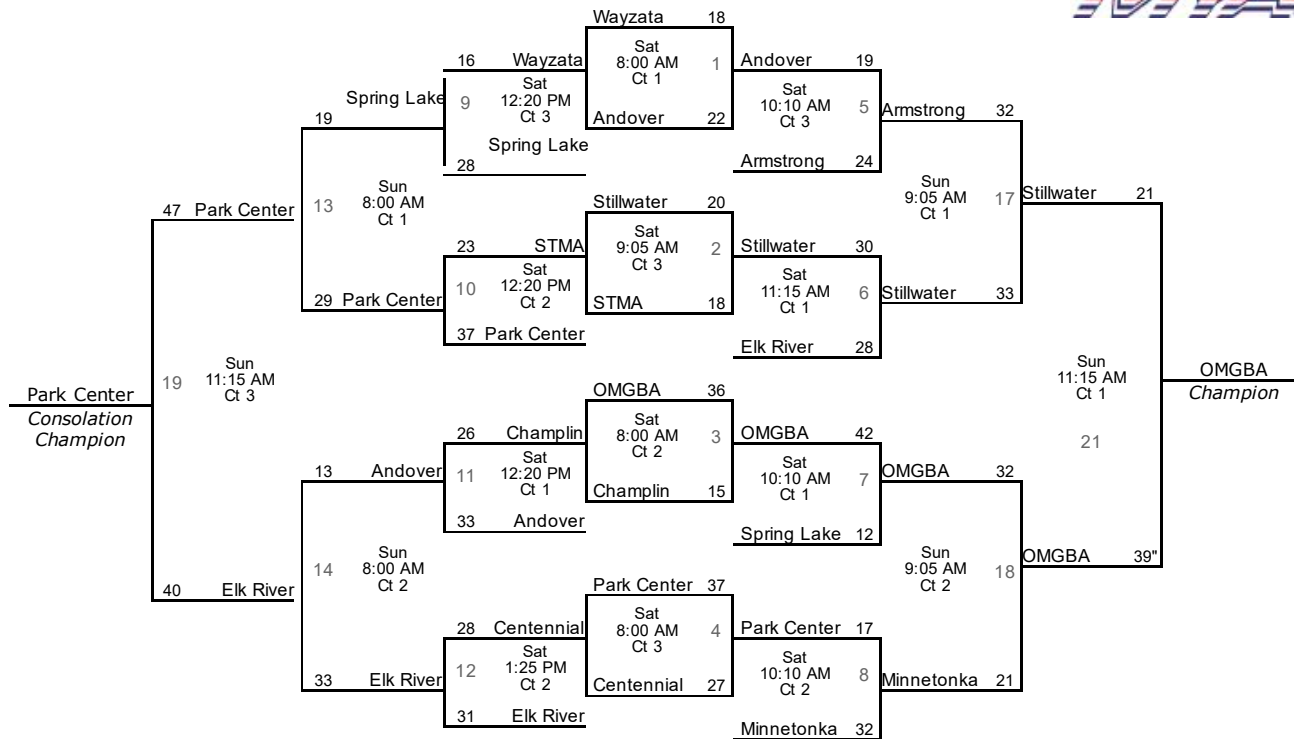 Wayzata 18
Sat
8:00 AM
Ct 1
1
Andover 22
16 Wayzata
Spring Lake
9
Sat
12:20 PM
Ct 3
Spring Lake
28
Andover 19
Sat
10:10 AM
Ct 3
5
Armstrong 24
Armstrong 32
19
13
Sun
8:00 AM
Ct 1
Sun
9:05 AM
Ct 1
17
Stillwater 21
47 Park Center
Stillwater 20
Sat
9:05 AM
Ct 3
2
STMA 18
23 STMA
10
Sat
12:20 PM
Ct 2
37 Park Center
29 Park Center
Stillwater 30
Sat
11:15 AM
Ct 1
6
Elk River 28
Stillwater 33
19
Sun
11:15 AM
Ct 3
Park Center
Consolation
Champion
Sun
11:15 AM
Ct 1
21
OMGBA
Champion
OMGBA 36
Sat
8:00 AM
Ct 2
3
Champlin 15
26 Champlin
11
Sat
12:20 PM
Ct 1
33 Andover
13 Andover
OMGBA 42
Sat
10:10 AM
Ct 1
7
Spring Lake 12
OMGBA 32
14
Sun
8:00 AM
Ct 2
Sun
9:05 AM
Ct 2
18
OMGBA 39"
40 Elk River
Park Center 37
Sat
8:00 AM
Ct 3
4
Centennial 27
28 Centennial
12
Sat
1:25 PM
Ct 2
31 Elk River
33 Elk River
Park Center 17
Sat
10:10 AM
Ct 2
8
Minnetonka 32
Minnetonka 21